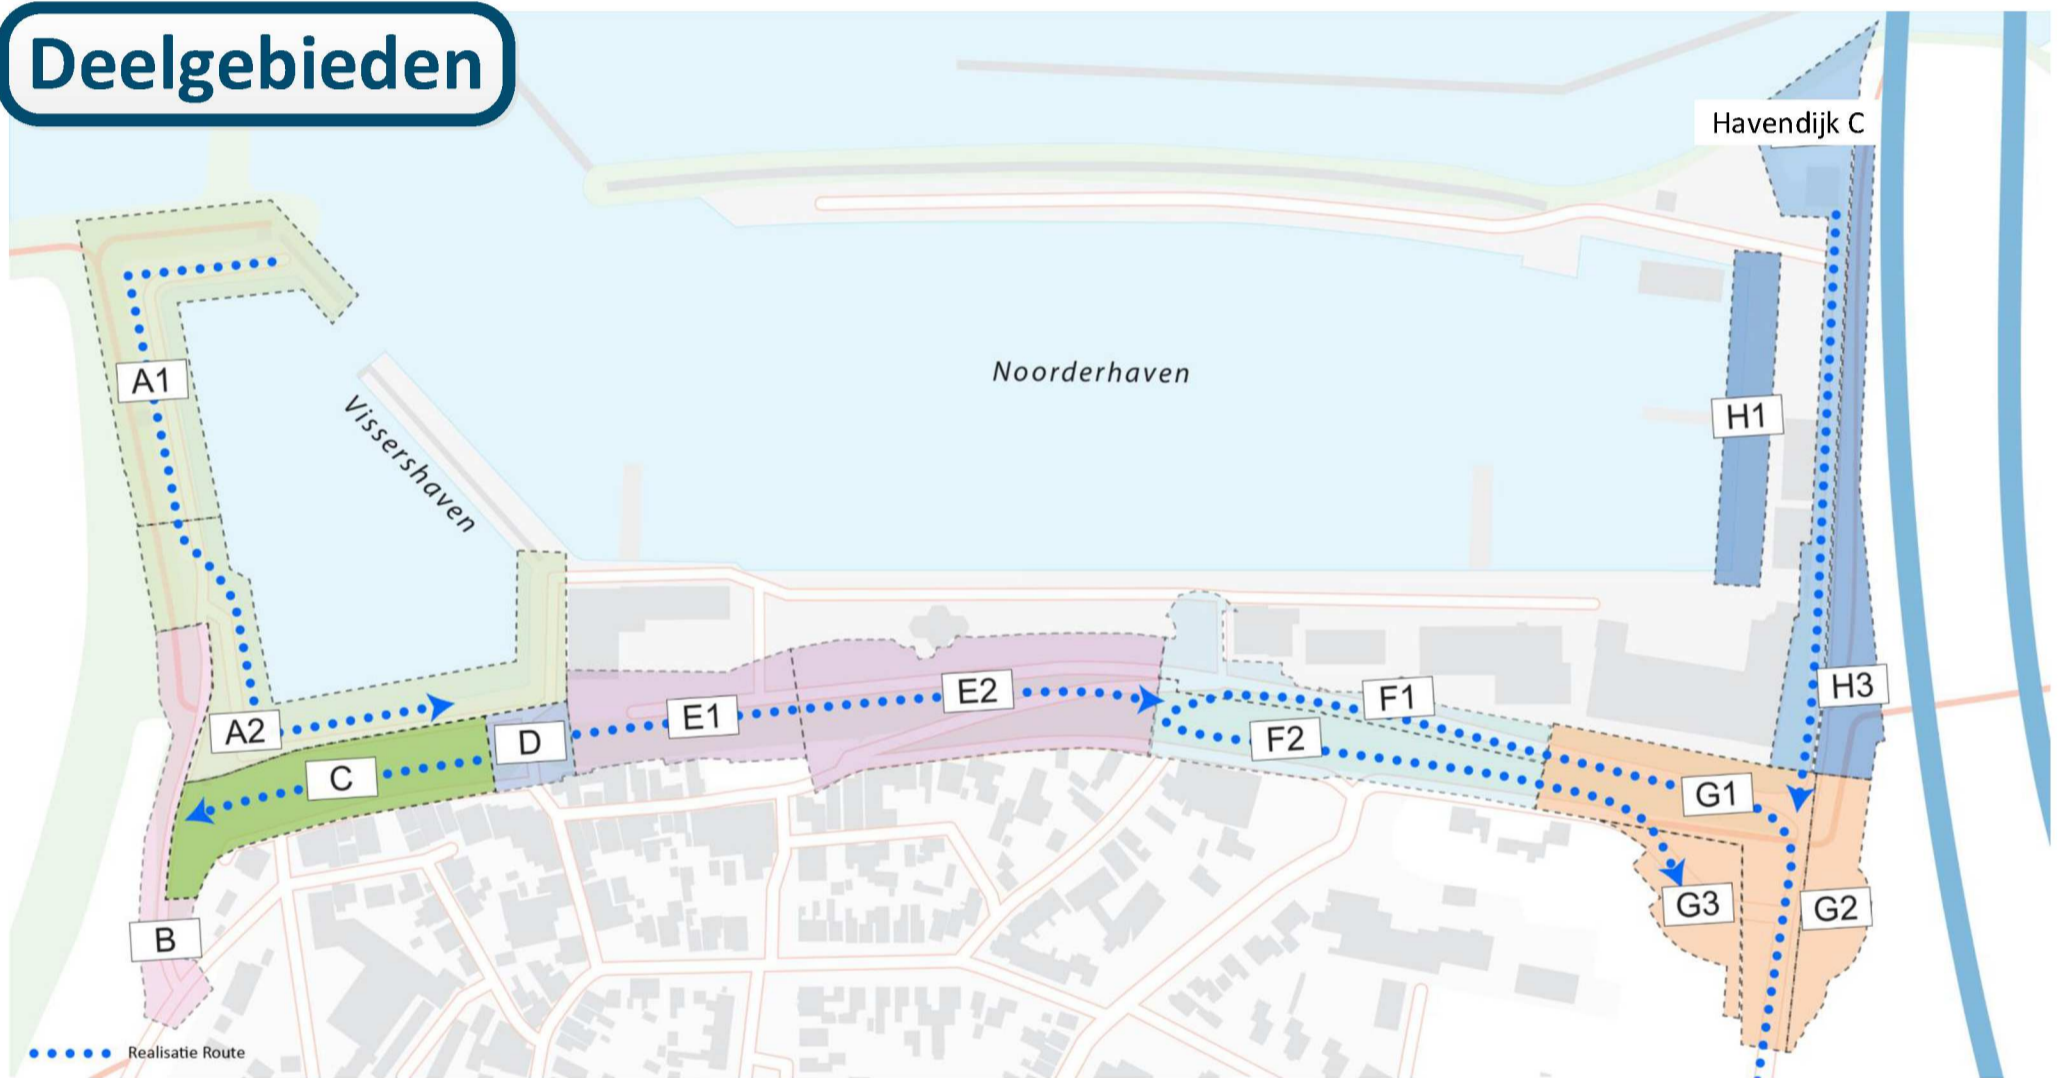 Deelgebieden
Havendijk C
Noorderhaven
Vissershaven
A1
H1
A2
C
D
E1
E2
F1
F2
H3
G1
G3
G2
B
Realisatie Route